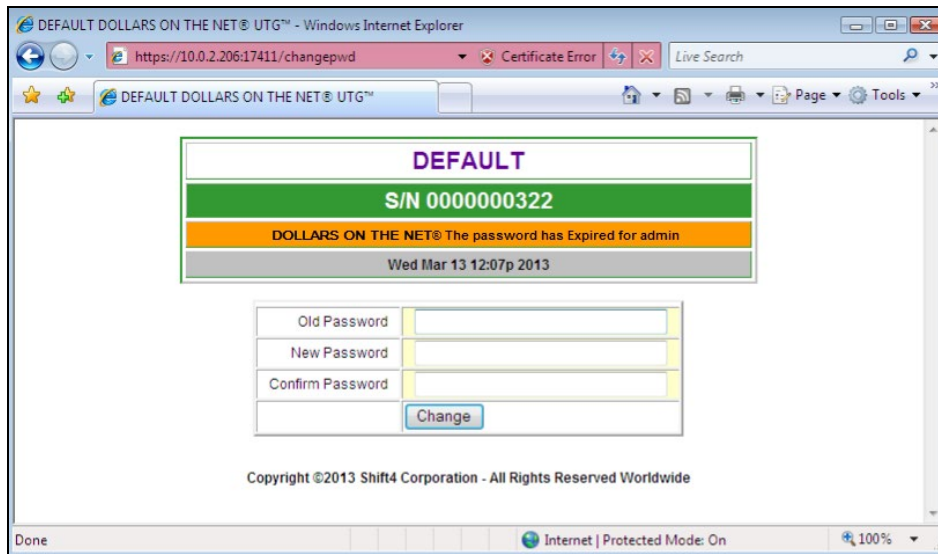 DEFAULT DOLLARS ON THE NET® UTG™ - Windows Internet Explorer
https://10.0.2.206:17411/changepwd Certificate Error Live Search
DEFAULT DOLLARS ON THE NET® UTG™ Page Tools
DEFAULT
S/N 0000000322
DOLLARS ON THE NET® The password has Expired for admin
Wed Mar 13 12:07p 2013
Old Password
New Password
Confirm Password
Change
Copyright ©2013 Shift4 Corporation - All Rights Reserved Worldwide
Done Internet | Protected Mode: On 100%